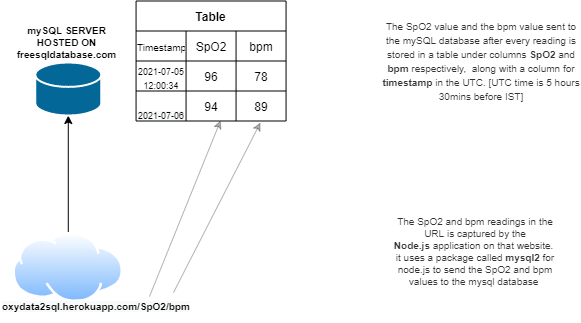 mySQL SERVER
HOSTED ON
freesqldatabase.com
Table
Timestamp SpO2 bpm
2021-07-05
12:00:34 96 78
2021-07-06 94 89
The SpO2 value and the bpm value sent to
the mySQL database after every reading is
stored in a table under columns SpO2 and
bpm respectively, along with a column for
timestamp in the UTC. [UTC time is 5 hours
30mins before IST]
The SpO2 and bpm readings in the
URL is captured by the
Node.js application on that website.
it uses a package called mysql2 for
node.js to send the SpO2 and bpm
values to the mysql database
oxydata2sql.herokuapp.com/SpO2/bpm